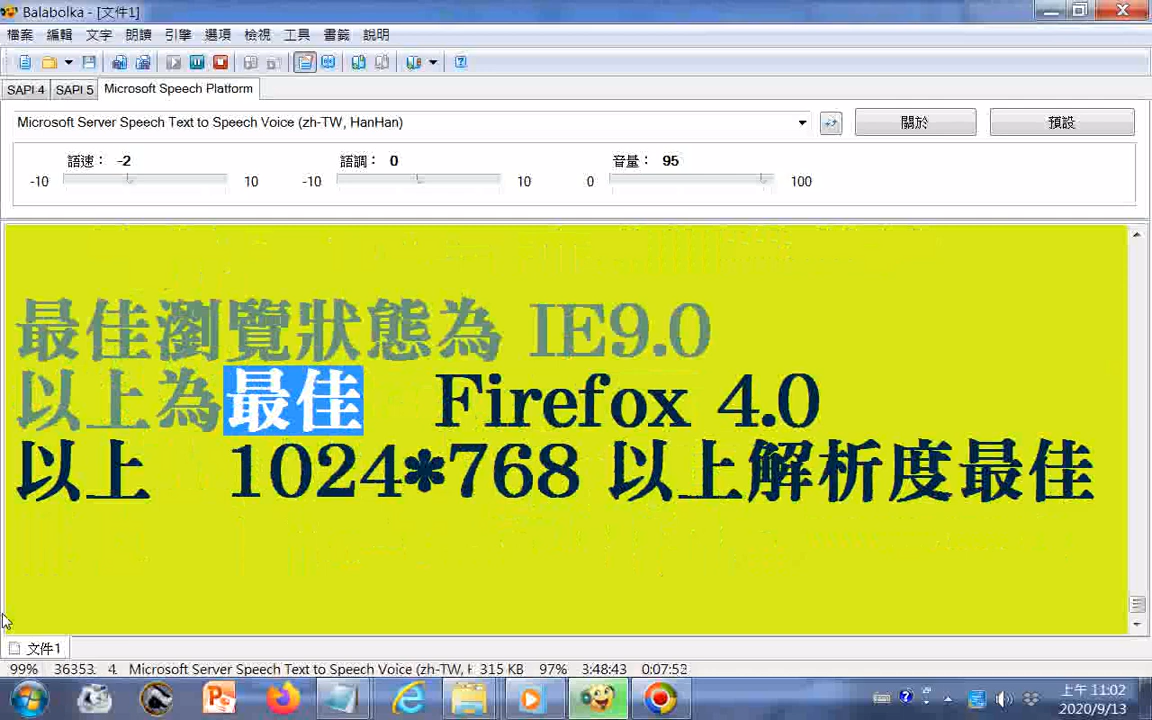 Balabolka - [文件1]
檔案 編輯 文字 朗讀 引擎 選項 檢視 工具 書籤 說明
SAPI 4 SAPI 5 Microsoft Speech Platform
Microsoft Server Speech Text to Speech Voice (zh-TW, HanHan) 關於 預設
語速： -2 語調： 0 音量： 95
-10 10 -10 10 0 100
最佳瀏覽狀態為 IE9.0
以上為最佳 Firefox 4.0
以上 1024*768 以上解析度最佳
文件1
99% 36353 4 Microsoft Server Speech Text to Speech Voice (zh-TW, 315 KB 97% 3:48:43 0:07:52
上午 11:02
2020/9/13